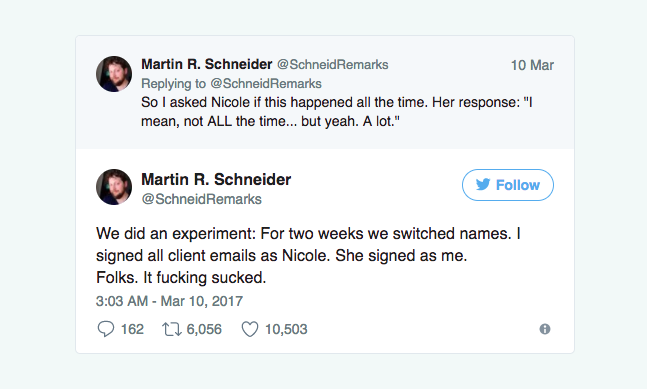 Martin R. Schneider @SchneidRemarks 10 Mar
Replying to @SchneidRemarks
So I asked Nicole if this happened all the time. Her response: "I
mean, not ALL the time... but yeah. A lot."
Martin R. Schneider
@SchneidRemarks
Follow
We did an experiment: For two weeks we switched names. I
signed all client emails as Nicole. She signed as me.
Folks. It fucking sucked.
3:03 AM - Mar 10, 2017
162 6,056 10,503